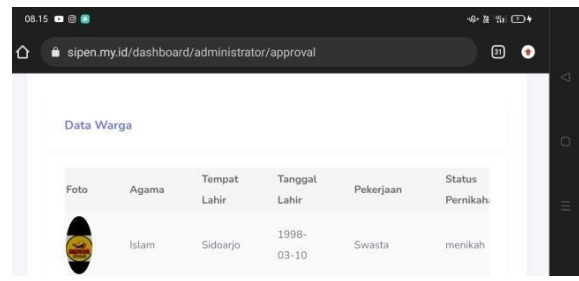 08.15
31
sipen.my.id/dashboard/administrator/approval
Data Warga
Foto Agama Tempat Lahir Tanggal Lahir Pekerjaan Status Pernikaha
Islam Sidoarjo 1998-03-10 Swasta menikah